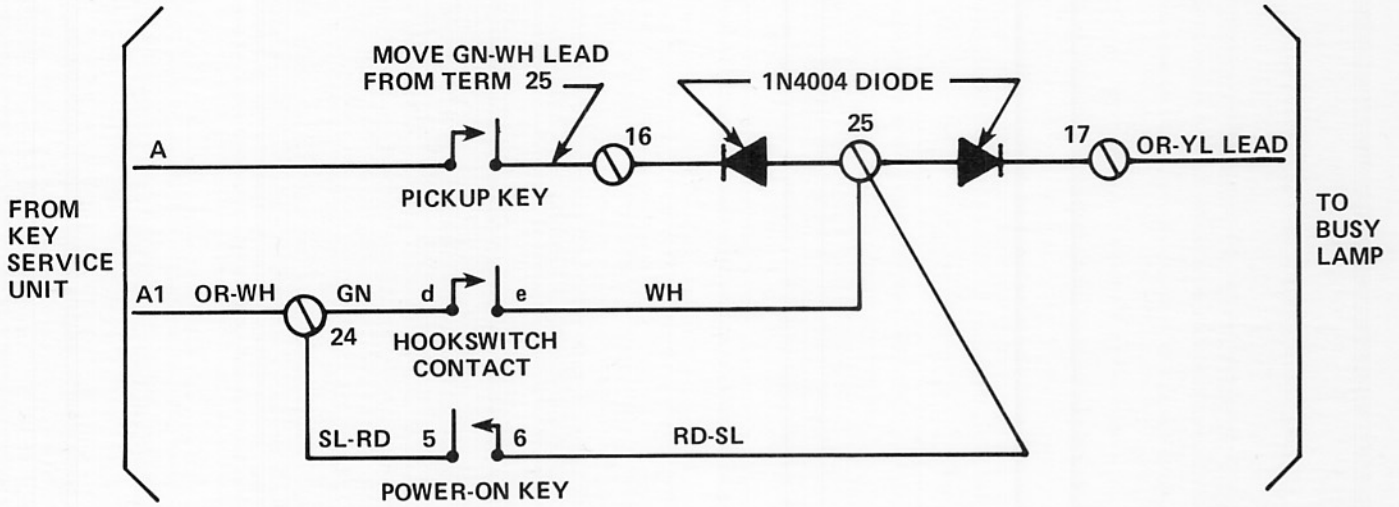 MOVE GN-WH LEAD
FROM TERM 25
1N4004 DIODE
16
25
17
OR-YL LEAD
A
PICKUP KEY
FROM
KEY
SERVICE
UNIT
TO
BUSY
LAMP
A1
OR-WH
GN
d
e
WH
24
HOOKSWITCH
CONTACT
SL-RD
5
6
RD-SL
POWER-ON KEY